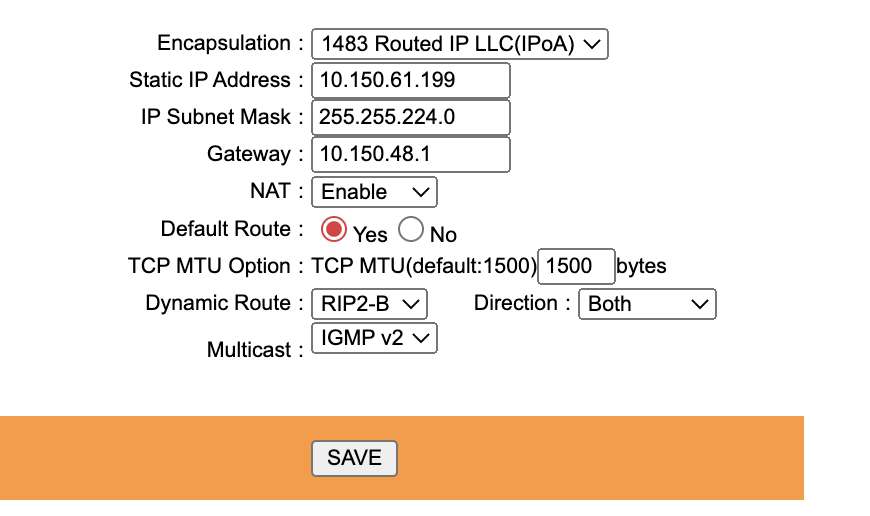 Encapsulation : 1483 Routed IP LLC(IPoA)
Static IP Address : 10.150.61.199
IP Subnet Mask : 255.255.224.0
Gateway : 10.150.48.1
NAT : Enable
Default Route : Yes No
TCP MTU Option : TCP MTU(default:1500) 1500 bytes
Dynamic Route : RIP2-B Direction : Both
Multicast : IGMP v2
SAVE